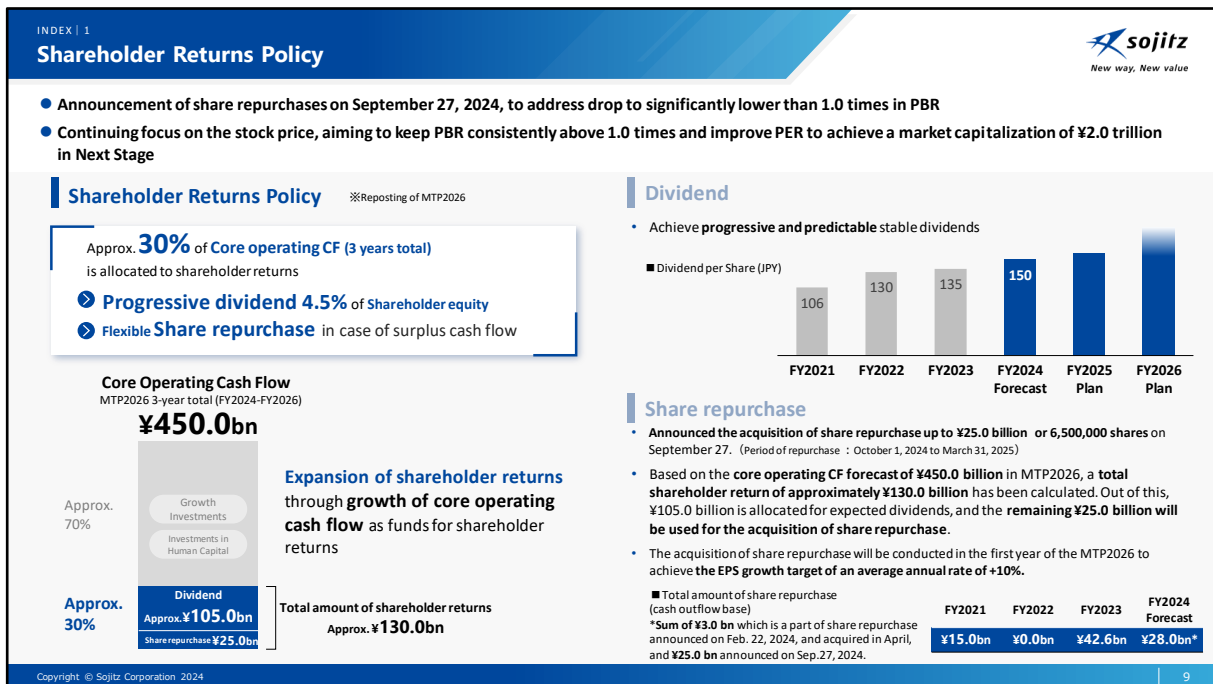 INDEX | 1
Shareholder Returns Policy
sojitz
New way, New value
● Announcement of share repurchases on September 27, 2024, to address drop to significantly lower than 1.0 times in PBR
● Continuing focus on the stock price, aiming to keep PBR consistently above 1.0 times and improve PER to achieve a market capitalization of ¥2.0 trillion
in Next Stage
Shareholder Returns Policy ※Reposting of MTP2026
Approx. 30% of Core operating CF (3 years total)
is allocated to shareholder returns
Progressive dividend 4.5% of Shareholder equity
Flexible Share repurchase in case of surplus cash flow
Core Operating Cash Flow
MTP2026 3-year total (FY2024-FY2026)
¥450.0bn
Approx.
70%
Growth
Investments
Investments in
Human Capital
Expansion of shareholder returns
through growth of core operating
cash flow as funds for shareholder
returns
Approx.
30%
Dividend
Approx.¥105.0bn
Share repurchase ¥25.0bn
Total amount of shareholder returns
Approx. ¥130.0bn
Dividend
• Achieve progressive and predictable stable dividends
■ Dividend per Share (JPY)
106
130
135
150
FY2021 FY2022 FY2023 FY2024 FY2025 FY2026
Forecast Plan Plan
Share repurchase
• Announced the acquisition of share repurchase up to ¥25.0 billion or 6,500,000 shares on
September 27.（Period of repurchase：October 1, 2024 to March 31, 2025）
• Based on the core operating CF forecast of ¥450.0 billion in MTP2026, a total
shareholder return of approximately ¥130.0 billion has been calculated. Out of this,
¥105.0 billion is allocated for expected dividends, and the remaining ¥25.0 billion will
be used for the acquisition of share repurchase.
• The acquisition of share repurchase will be conducted in the first year of the MTP2026 to
achieve the EPS growth target of an average annual rate of +10%.
■ Total amount of share repurchase
(cash outflow base)
*Sum of ¥3.0 bn which is a part of share repurchase
announced on Feb. 22, 2024, and acquired in April,
and ¥25.0 bn announced on Sep.27, 2024.
FY2021 FY2022 FY2023 FY2024
Forecast
¥15.0bn ¥0.0bn ¥42.6bn ¥28.0bn*
Copyright © Sojitz Corporation 2024
9